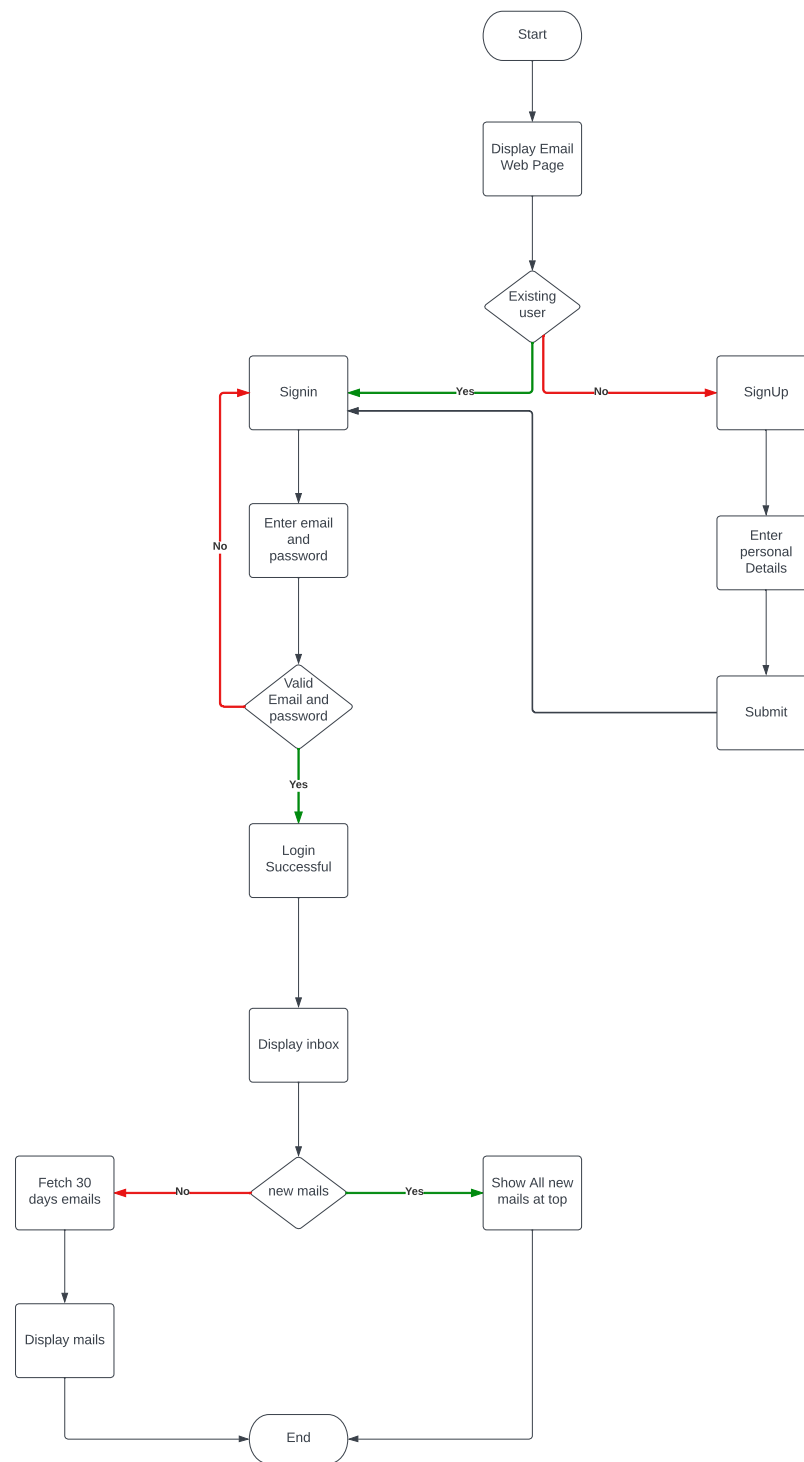 Start
Display Email
Web Page
Existing
user
Yes
No
Signin
SignUp
Enter email
and
password
No
Enter
personal
Details
Valid
Email and
password
Submit
Yes
Login
Successful
Display inbox
Fetch 30
days emails
No
new mails
Yes
Show All new
mails at top
Display mails
End